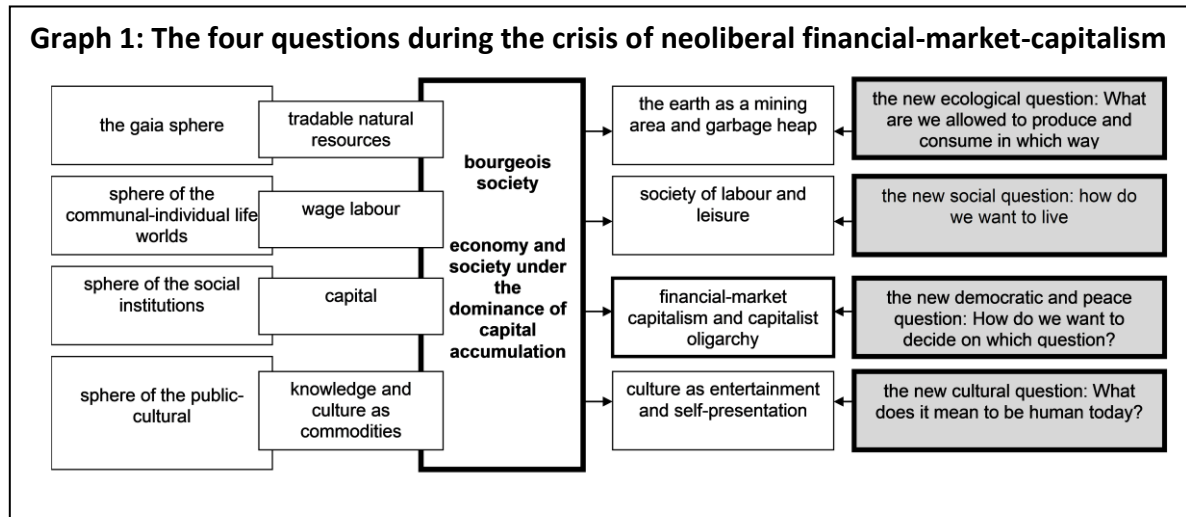 Graph 1: The four questions during the crisis of neoliberal financial-market-capitalism
the gaia sphere
tradable natural
resources
sphere of the
communal-individual life
worlds
wage labour
sphere of the social
institutions
capital
sphere of the public-
cultural
knowledge and
culture as
commodities
bourgeois
society
economy and
society under
the
dominance of
capital
accumulation
the earth as a mining
area and garbage heap
the new ecological question: What
are we allowed to produce and
consume in which way
society of labour and
leisure
the new social question: how do
we want to live
financial-market
capitalism and capitalist
oligarchy
the new democratic and peace
question: How do we want to
decide on which question?
culture as entertainment
and self-presentation
the new cultural question: What
does it mean to be human today?